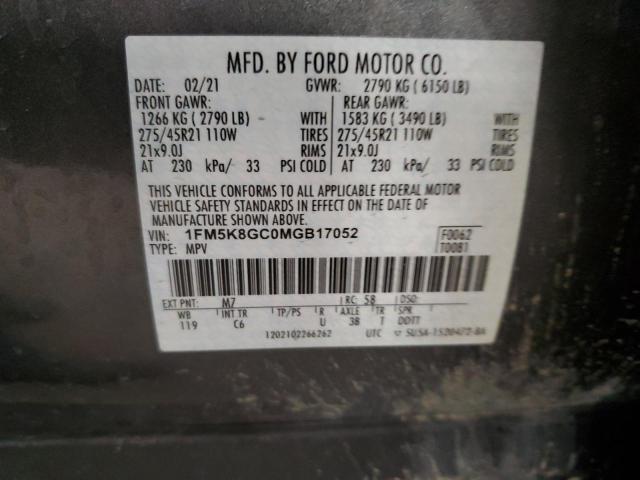 MFD. BY FORD MOTOR CO.
DATE: 02/21 GVWR: 2790 KG ( 6150 LB)
FRONT GAWR: REAR GAWR:
1266 KG ( 2790 LB) WITH 1583 KG ( 3490 LB) WITH
275/45R21 110W TIRES 275/45R21 110W TIRES
21x9.0J RIMS 21x9.0J RIMS
AT 230 kPa/ 33 PSI COLD AT 230 kPa/ 33 PSI COLD
THIS VEHICLE CONFORMS TO ALL APPLICABLE FEDERAL MOTOR
VEHICLE SAFETY STANDARDS IN EFFECT ON THE DATE OF
MANUFACTURE SHOWN ABOVE.
VIN: 1FM5K8GC0MGB17052 F0062
TYPE: MPV T0081
EXT PNT: M7 RC: 58 DSO:
WB INT TR TP/PS R AXLE TR SPR
119 C6 U 38 T DDTT
1202102266262 UTC